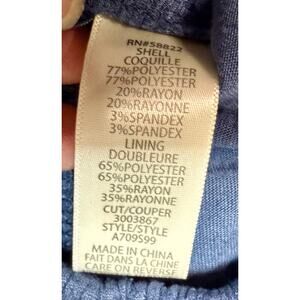 RN#58822
SHELL
COQUILLE
77%POLYESTER
77%POLYESTER
20%RAYON
20%RAYONNE
3%SPANDEX
3%SPANDEX
LINING
DOUBLEURE
65%POLYESTER
65%POLYESTER
35%RAYON
35%RAYONNE
CUT/COUPER
3003867
STYLE/STYLE
A709S99
MADE IN CHINA
FAIT DANS LA CHINE
CARE ON REVERSE